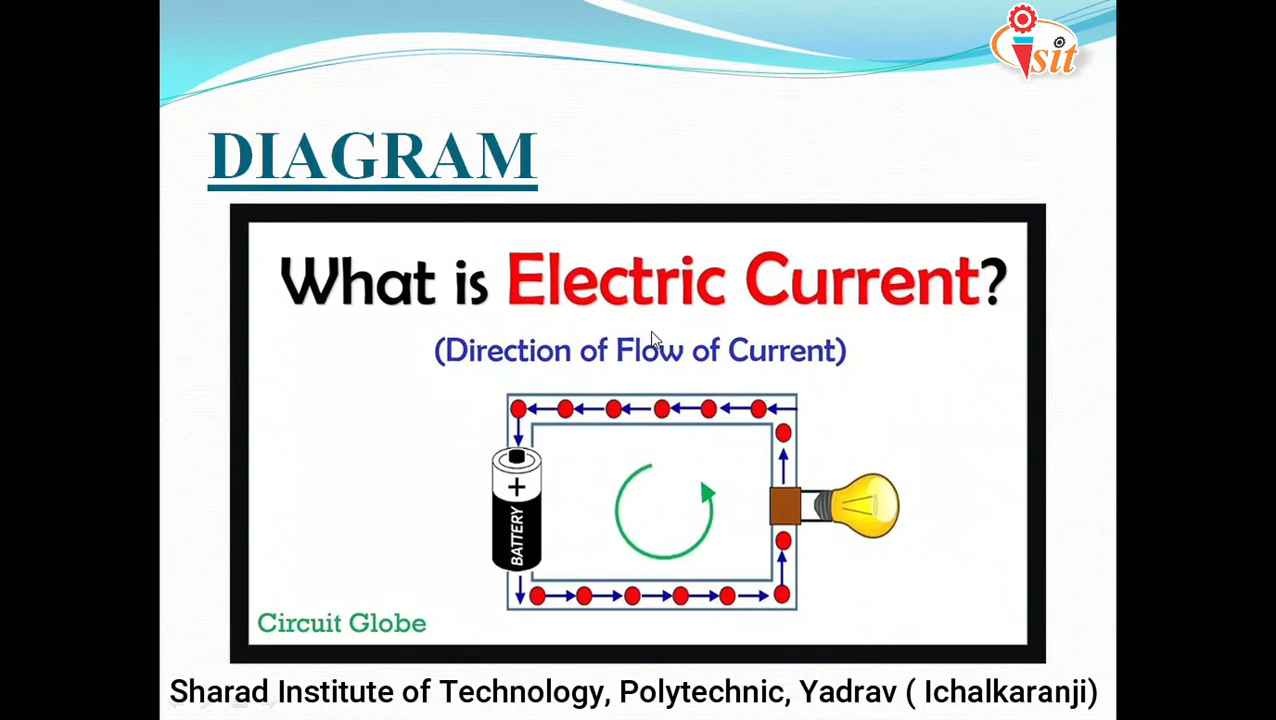 sit
DIAGRAM
What is Electric Current?
(Direction of Flow of Current)
+
BATTERY
Circuit Globe
Sharad Institute of Technology, Polytechnic, Yadrav ( Ichalkaranji)